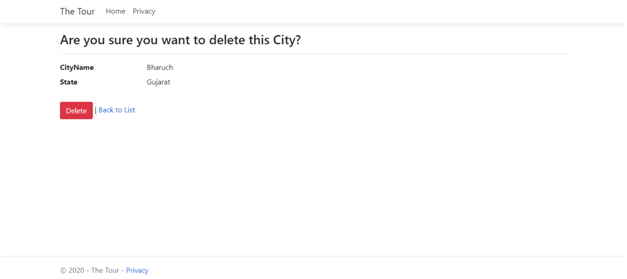 The Tour Home Privacy
Are you sure you want to delete this City?
CityName Bharuch
State Gujarat
Delete | Back to List
© 2020 - The Tour - Privacy